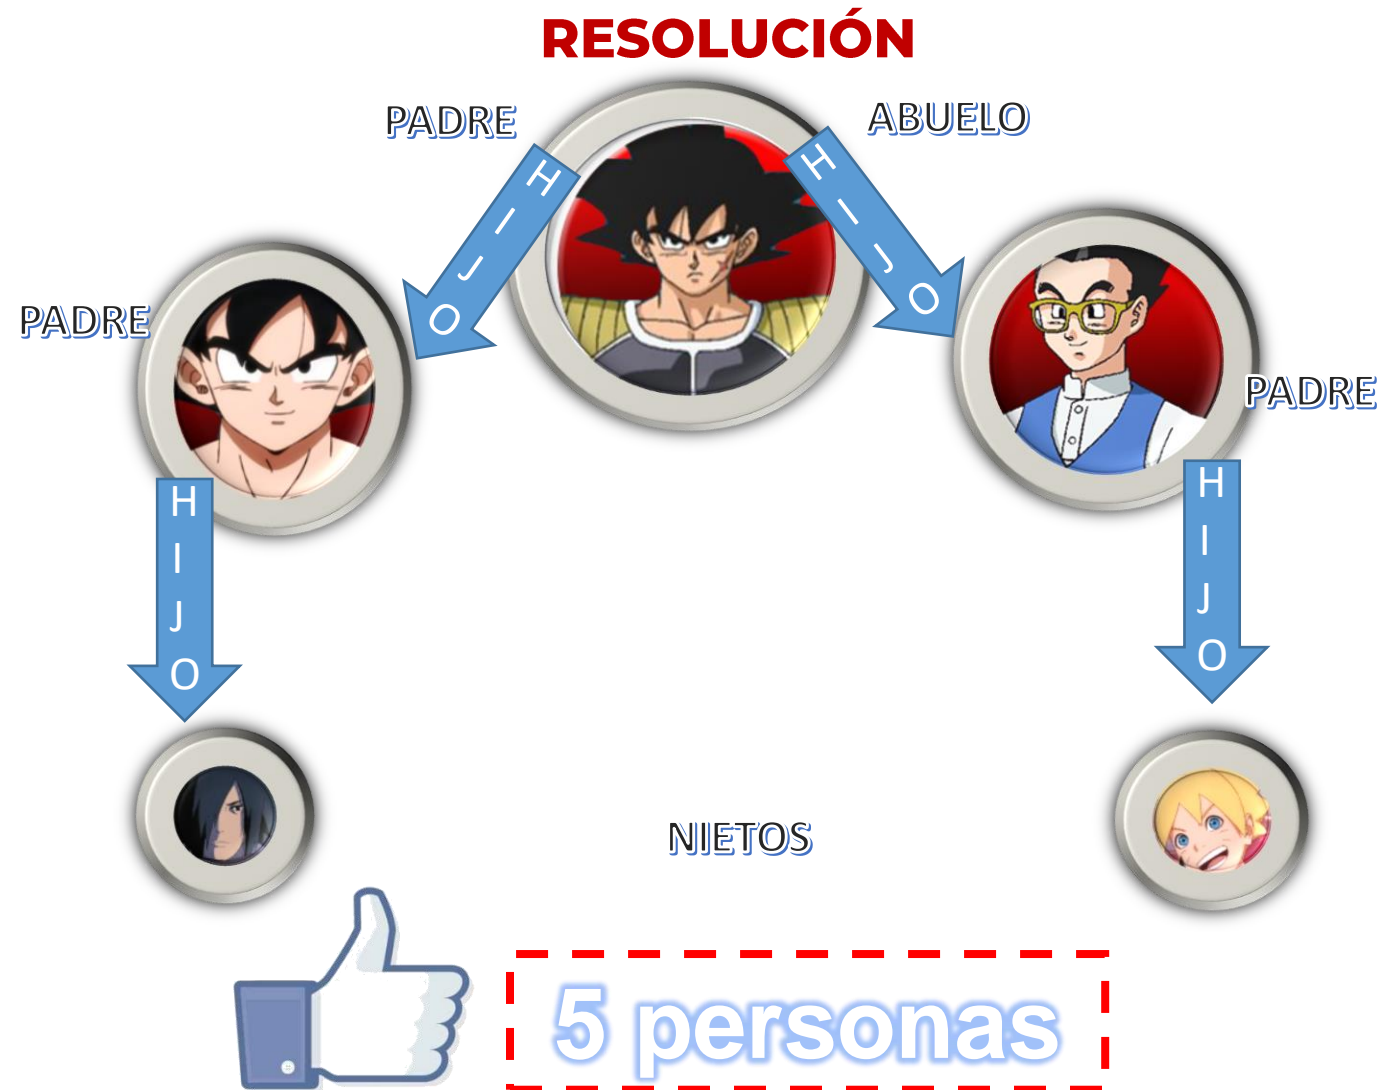 RESOLUCIÓN
PADRE
ABUELO
HIJO
HIJO
PADRE
PADRE
HIJO
HIJO
NIETOS
5 personas